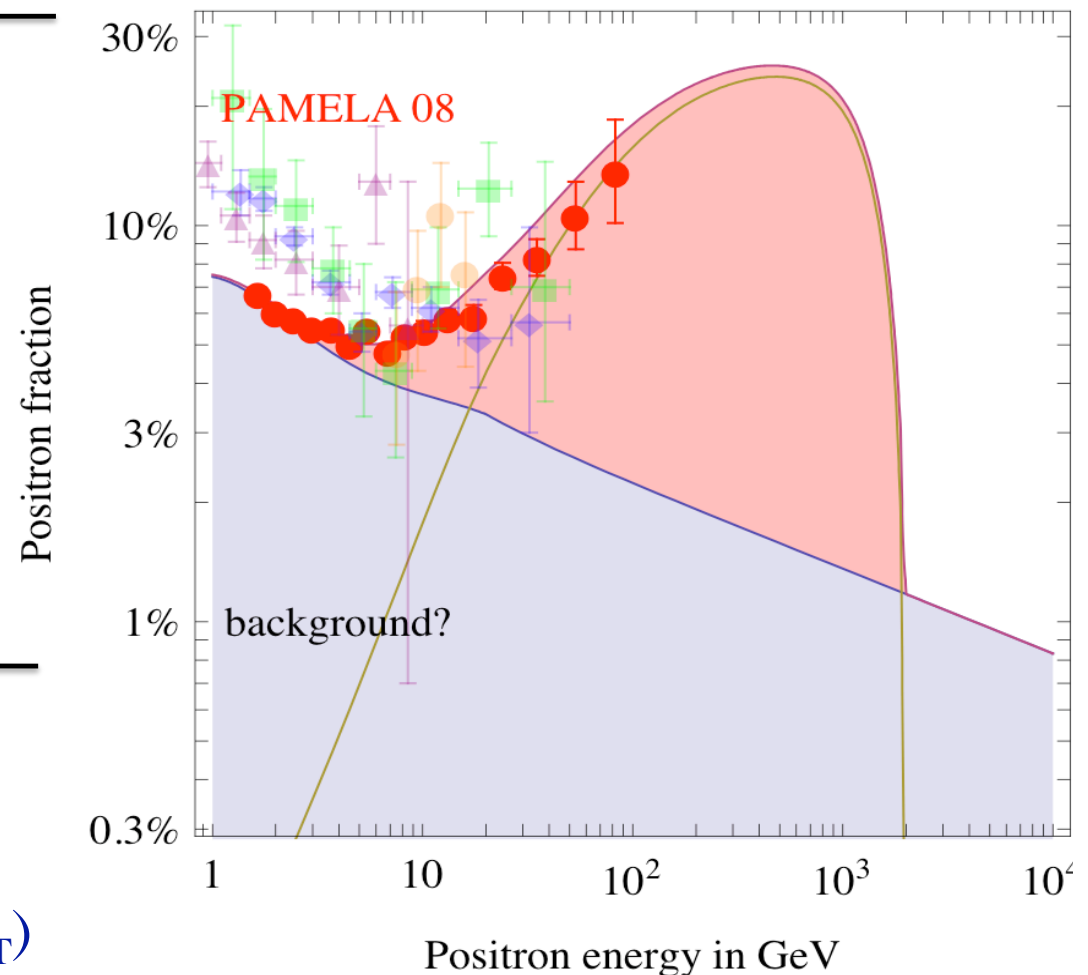 30%
PAMELA 08
10%
3%
1%
background?
0.3%
Positron fraction
1 10 10² 10³ 10⁴
Positron energy in GeV
T)